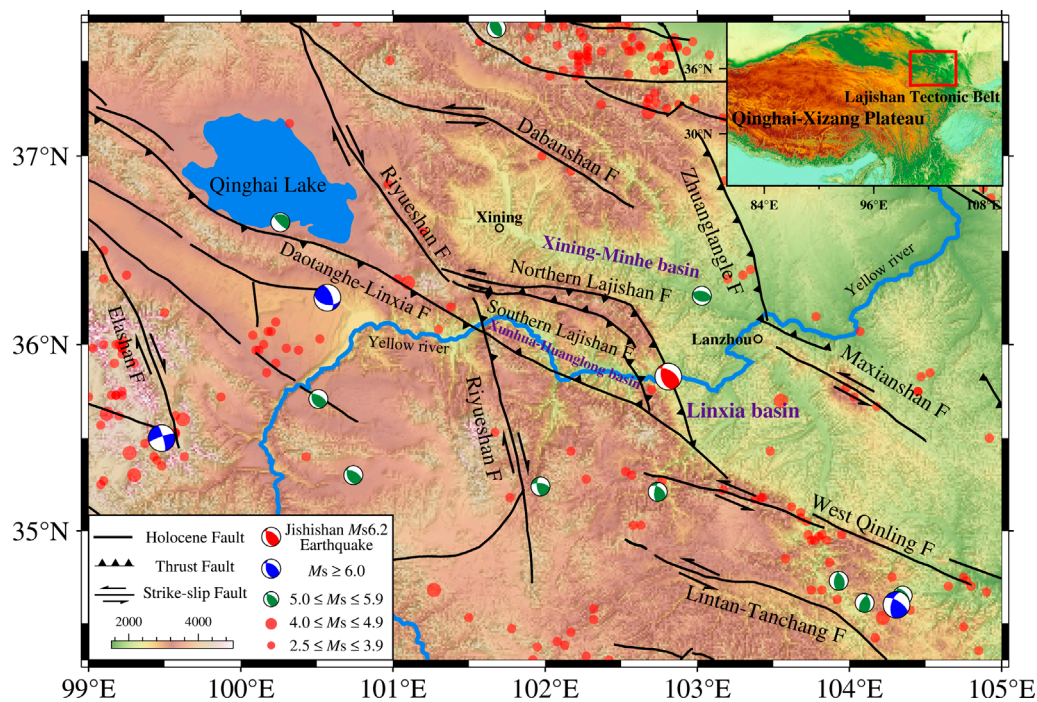 36°N
Lajishan Tectonic Belt
Qinghai-Xizang Plateau
30°N
84°E
96°E
108°E
37°N
36°N
35°N
Qinghai Lake
Dabanshan F
Riyueshan F
Zhuanglangle F
Xining
Xining-Minhe basin
Yellow river
Daotanghe-Linxia F
Northern Lajishan F
Southern Lajishan F
Elashan F
Yellow river
Xunhua-Huanglong basin
Lanzhou
Maxianshan F
Riyueshan F
Linxia basin
West Qinling F
Lintan-Tanchang F
Holocene Fault
Thrust Fault
Strike-slip Fault
2000
4000
Jishishan Ms6.2
Earthquake
Ms ≥ 6.0
5.0 ≤ Ms ≤ 5.9
4.0 ≤ Ms ≤ 4.9
2.5 ≤ Ms ≤ 3.9
99°E
100°E
101°E
102°E
103°E
104°E
105°E